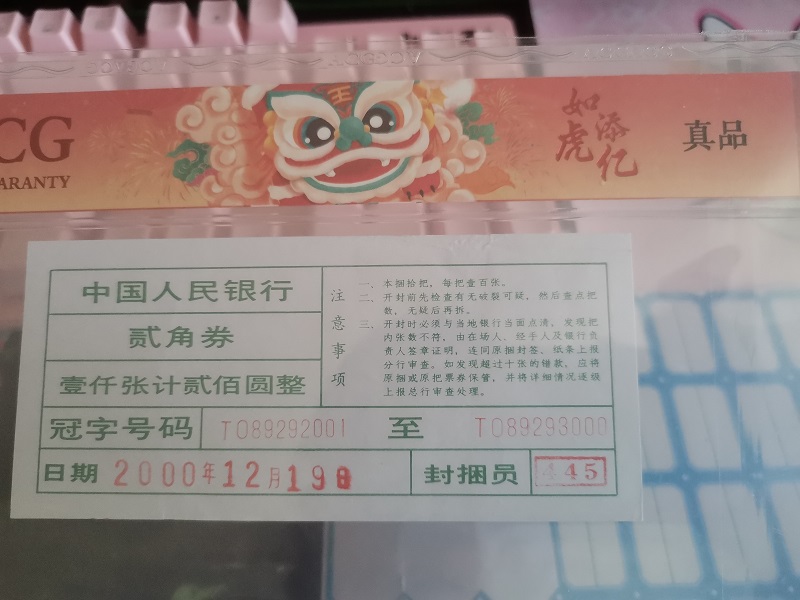 CG
ARANTY
王
如虎添亿
真品
中国人民银行
贰角券
壹仟张计贰佰圆整
冠字号码 TO89292001 至 TO89293000
日期 2000年12月19日
封捆员 445
注意事项
一、本捆拾把，每把壹百张。
二、开封前先检查有无破裂可疑，然后查点把
数，无疑后再拆。
三、开封时必须与当地银行当面点清，发现把
内张数不符，由在场人、经手人及银行负
责人签章证明，连同原捆封签、纸条上报
分行审查。如发现超过十张的错款，应将
原捆或原把票券保管，并将详细情况逐级
上报总行审查处理。